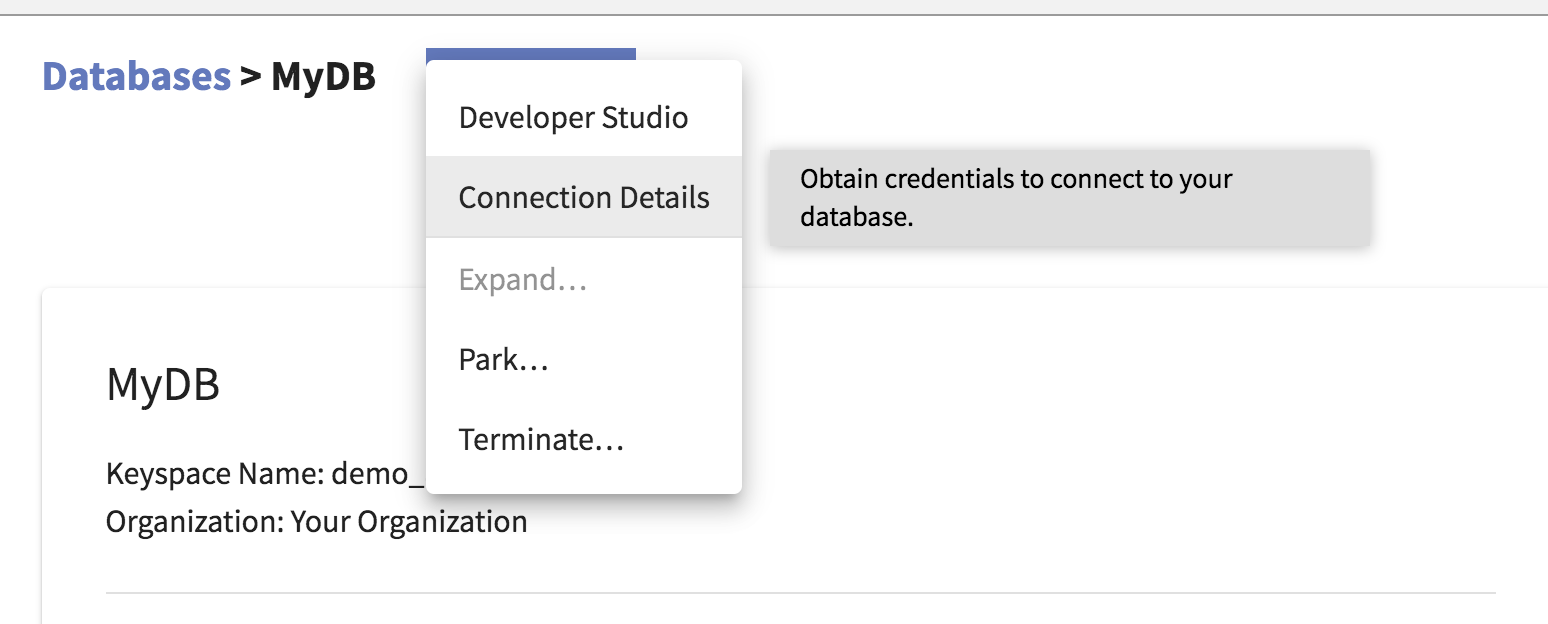 Databases > MyDB
Developer Studio
Connection Details
Obtain credentials to connect to your
database.
Expand...
Park...
Terminate...
MyDB
Keyspace Name: demo_
Organization: Your Organization